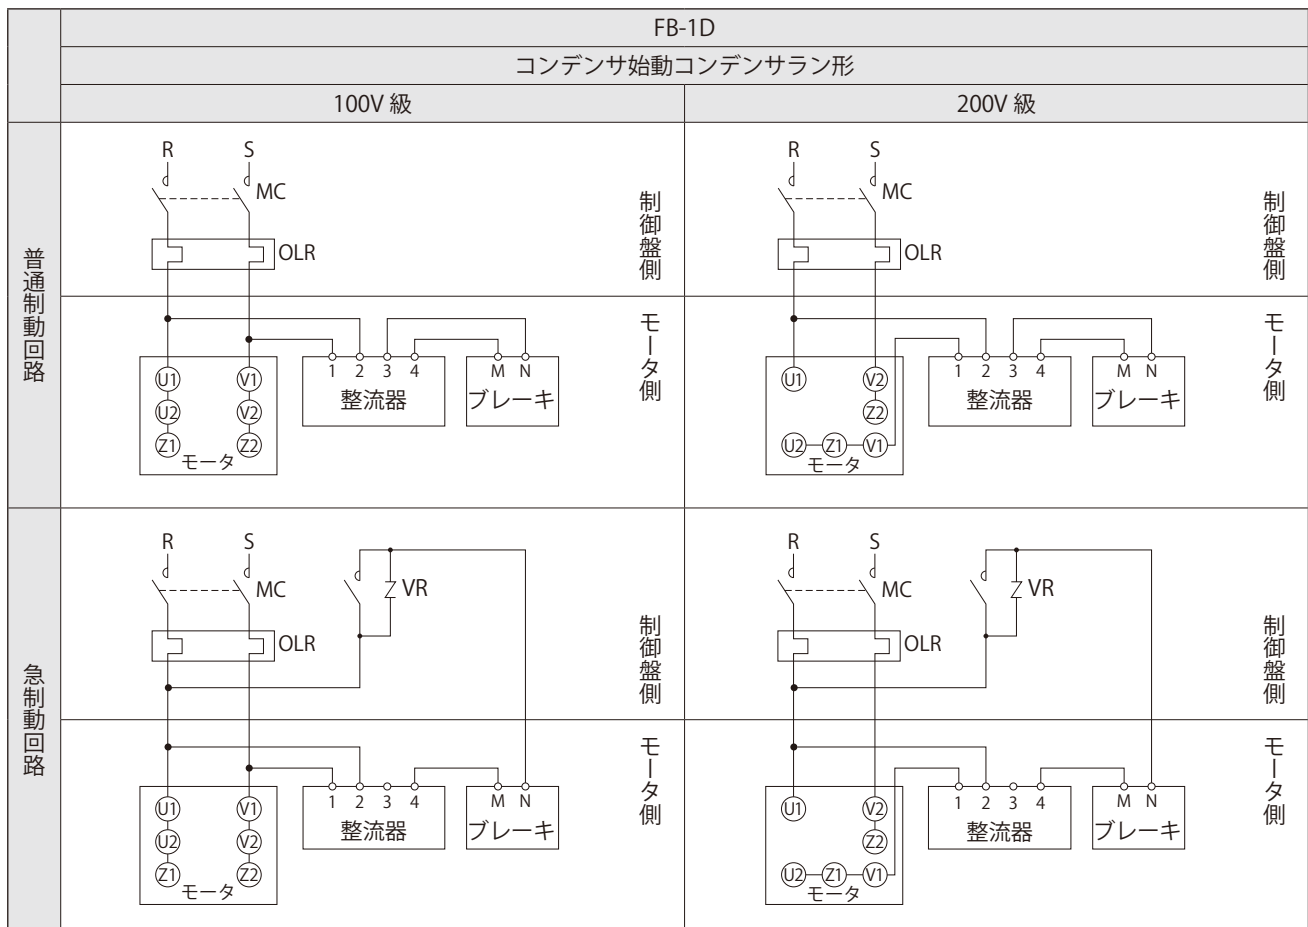 FB-1D
コンデンサ始動コンデンサラン形
100V 級
200V 級
普通制動回路
R S
MC
OLR
制御盤側
モータ側
U1 V1
U2 V2
Z1 Z2
モータ
1 2 3 4
整流器
M N
ブレーキ
R S
MC
OLR
制御盤側
モータ側
U1 V2
Z2
U2 Z1 V1
モータ
1 2 3 4
整流器
M N
ブレーキ
急制動回路
R S
MC
VR
OLR
制御盤側
モータ側
U1 V1
U2 V2
Z1 Z2
モータ
1 2 3 4
整流器
M N
ブレーキ
R S
MC
VR
OLR
制御盤側
モータ側
U1 V2
Z2
U2 Z1 V1
モータ
1 2 3 4
整流器
M N
ブレーキ